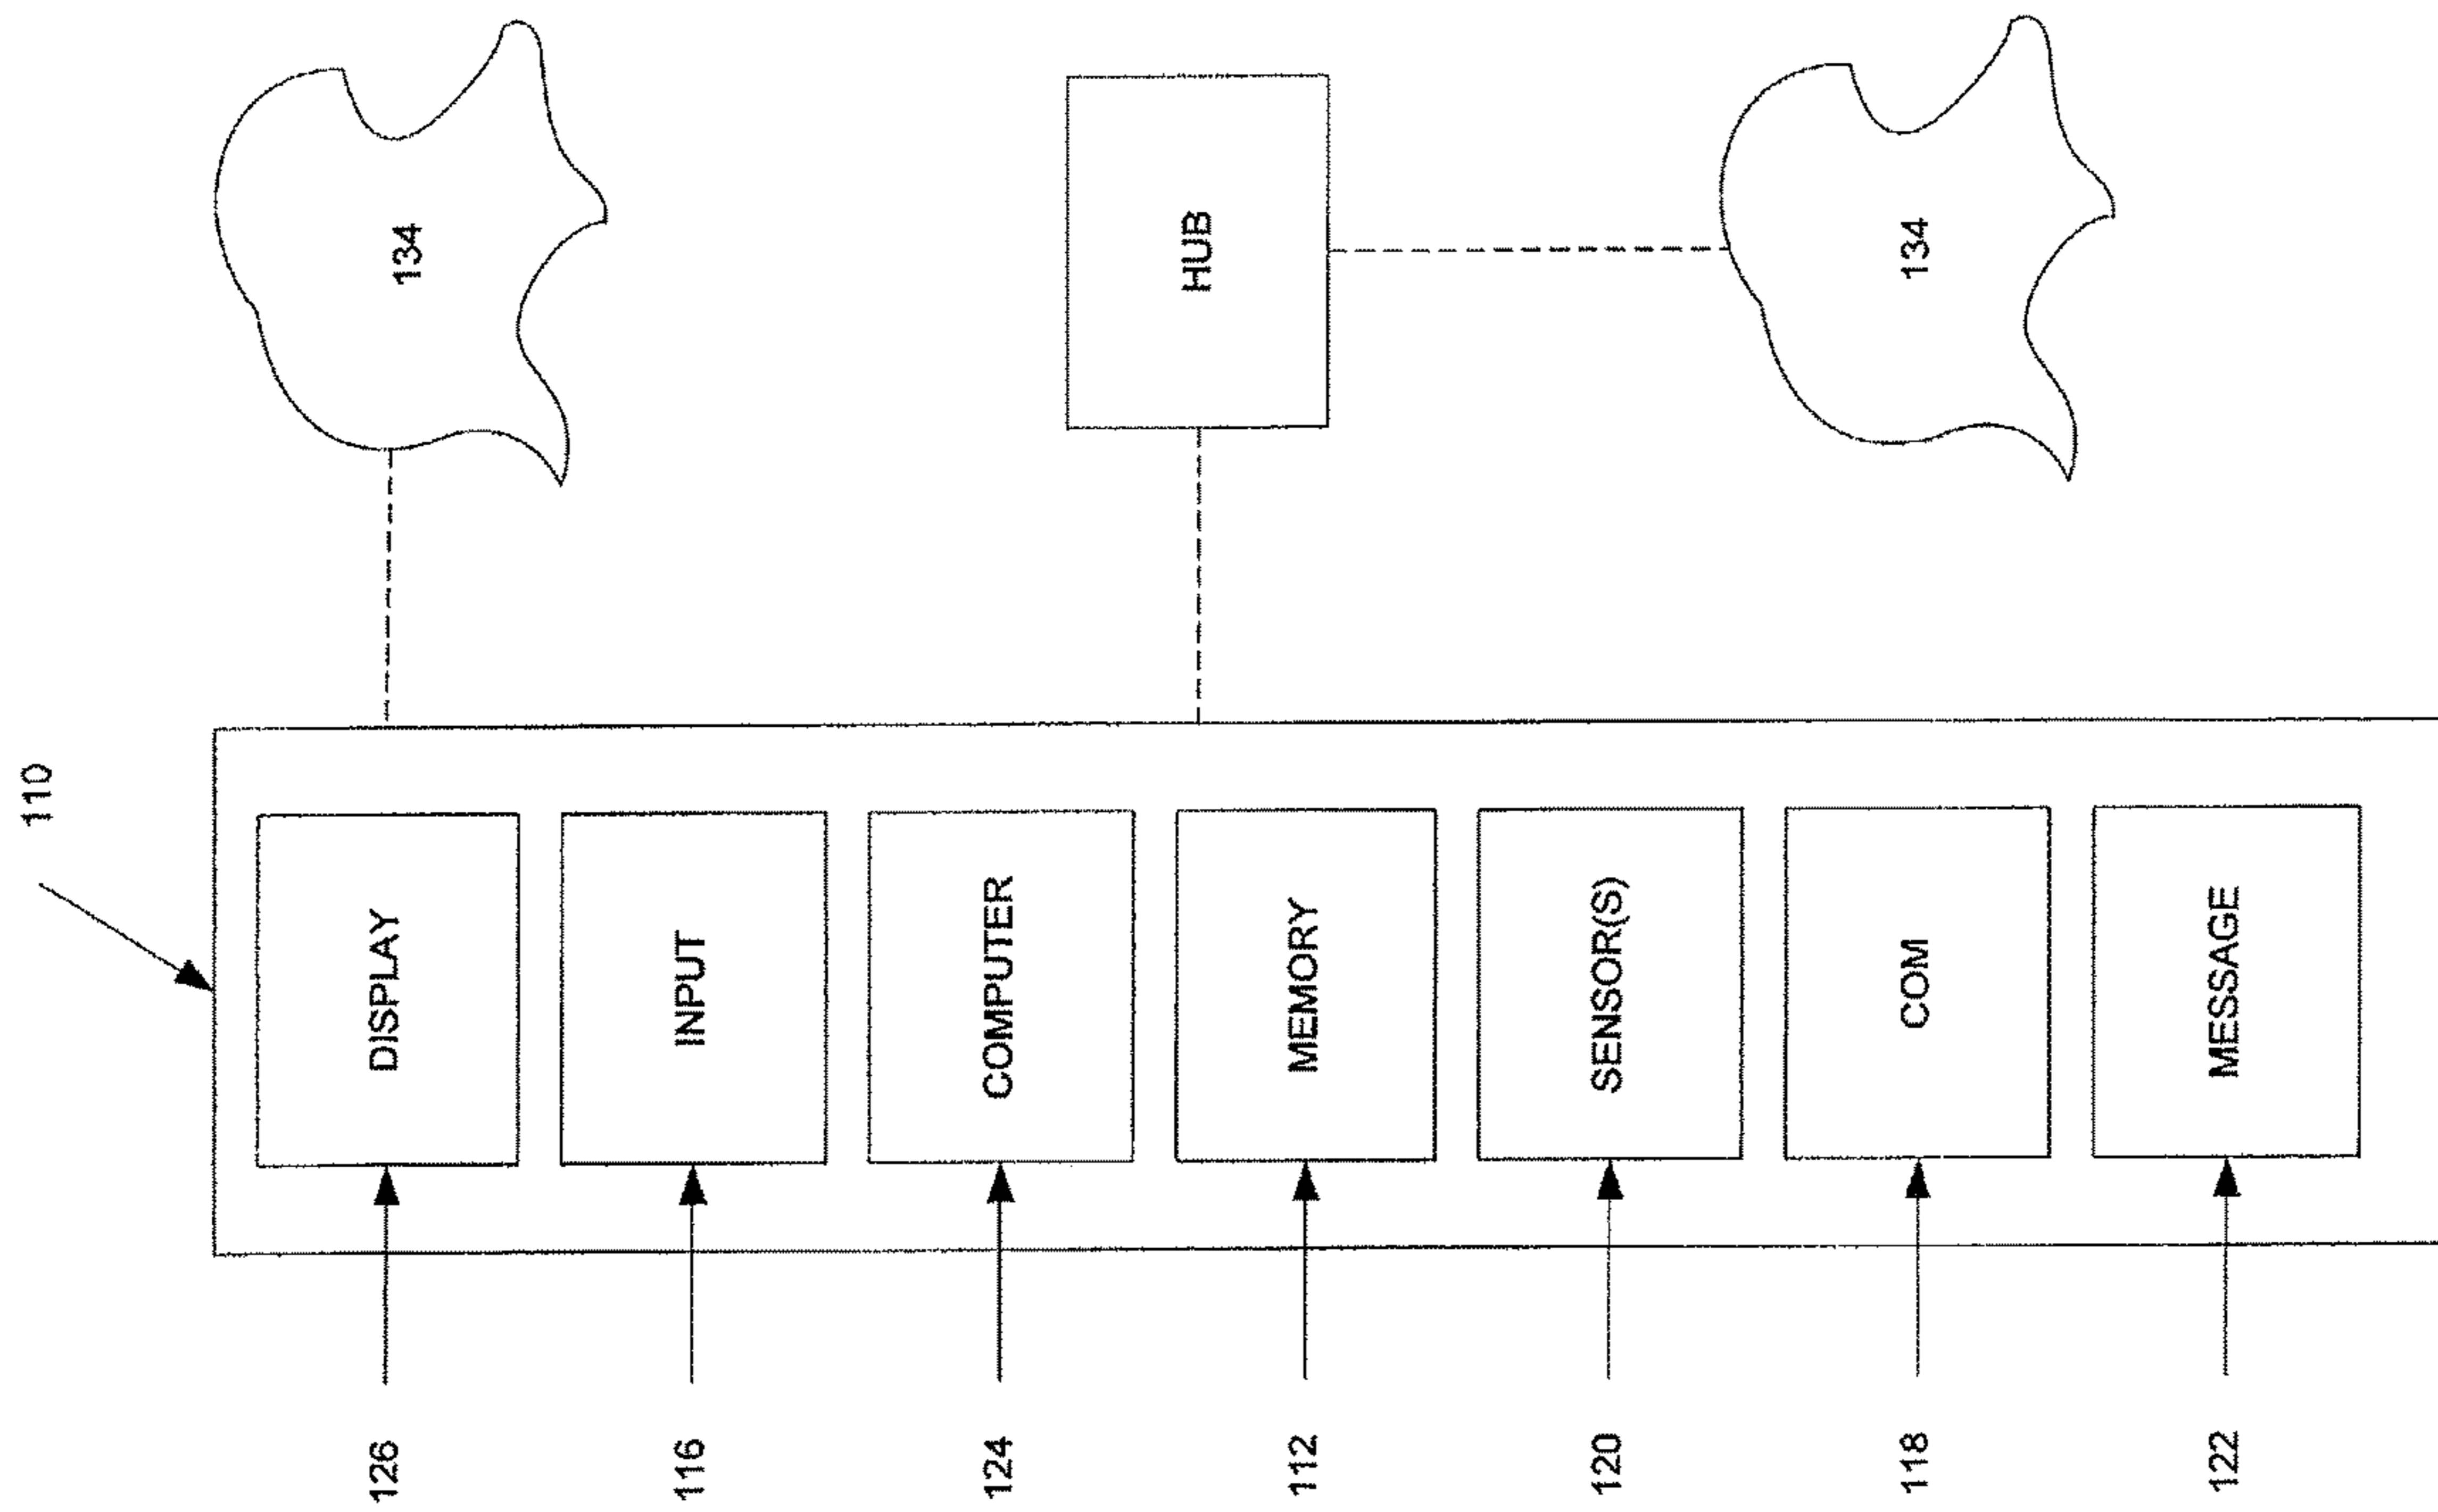 110
126
DISPLAY
116
INPUT
124
COMPUTER
112
MEMORY
120
SENSOR(S)
118
COM
122
MESSAGE
134
HUB
134